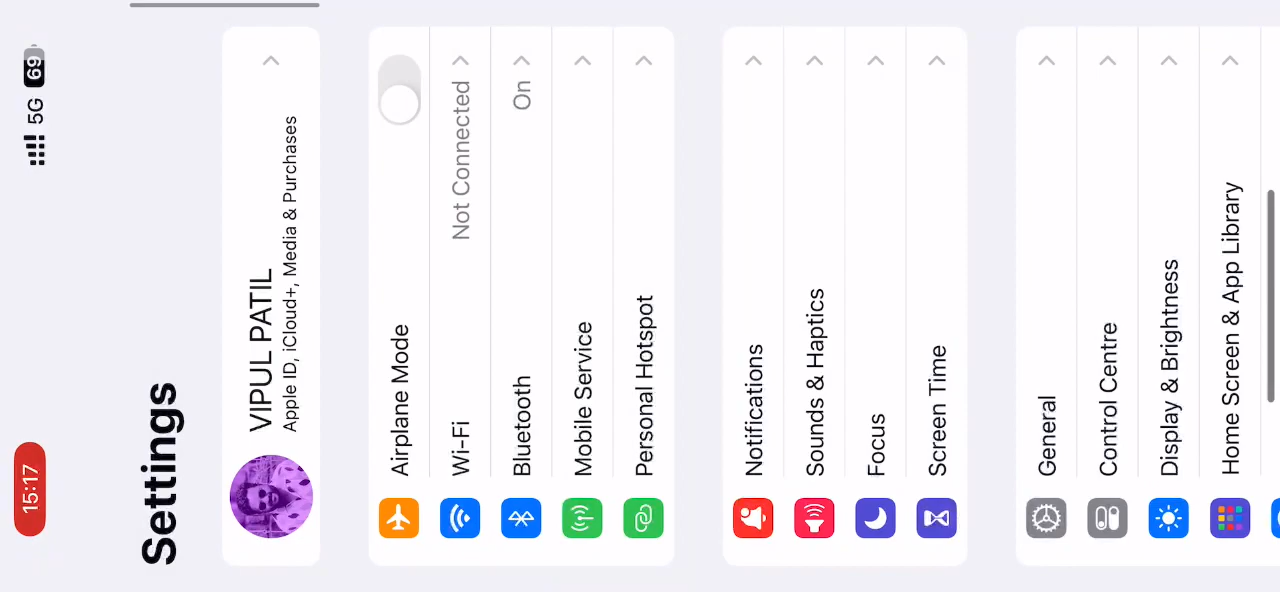 15:17
5G 69
Settings
VIPUL PATIL
Apple ID, iCloud+, Media & Purchases
Airplane Mode
Wi-Fi Not Connected
Bluetooth On
Mobile Service
Personal Hotspot
Notifications
Sounds & Haptics
Focus
Screen Time
General
Control Centre
Display & Brightness
Home Screen & App Library